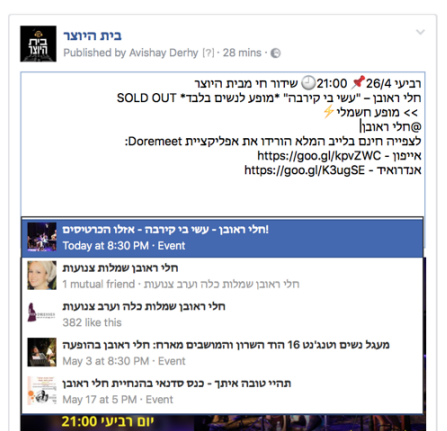 בית היוצר
Published by Avishay Derhy [?] · 28 mins ·
בית
היוצר
רביעי 26/4 📌 21:00🕘 שידור חי מבית היוצר
חלי ראובן – "עשי בי קירבה" *מופע לנשים בלבד* SOLD OUT
>> מופע חשמלי⚡
@חלי ראובן
לצפייה חינם בלייב המלא הורידו את אפליקציית Doremeet:
אייפון - https://goo.gl/kpvZWC
אנדרואיד - https://goo.gl/K3ugSE
חלי ראובן - עשי בי קירבה - אזלו הכרטיסים!
Today at 8:30 PM · Event
חלי ראובן שמלות צנועות
1 mutual friend · חלי ראובן שמלות כלה וערב צנועות
חלי ראובן שמלות כלה וערב צנועות
382 like this
מעגל נשים וטנג'נט 16 הוד השרון והמושבים מארח: חלי ראובן בהופעה
May 3 at 8:30 PM · Event
תהיי טובה איתך - כנס סדנאי בהנחיית חלי ראובן
May 17 at 5 PM · Event
יום רביעי 21:00